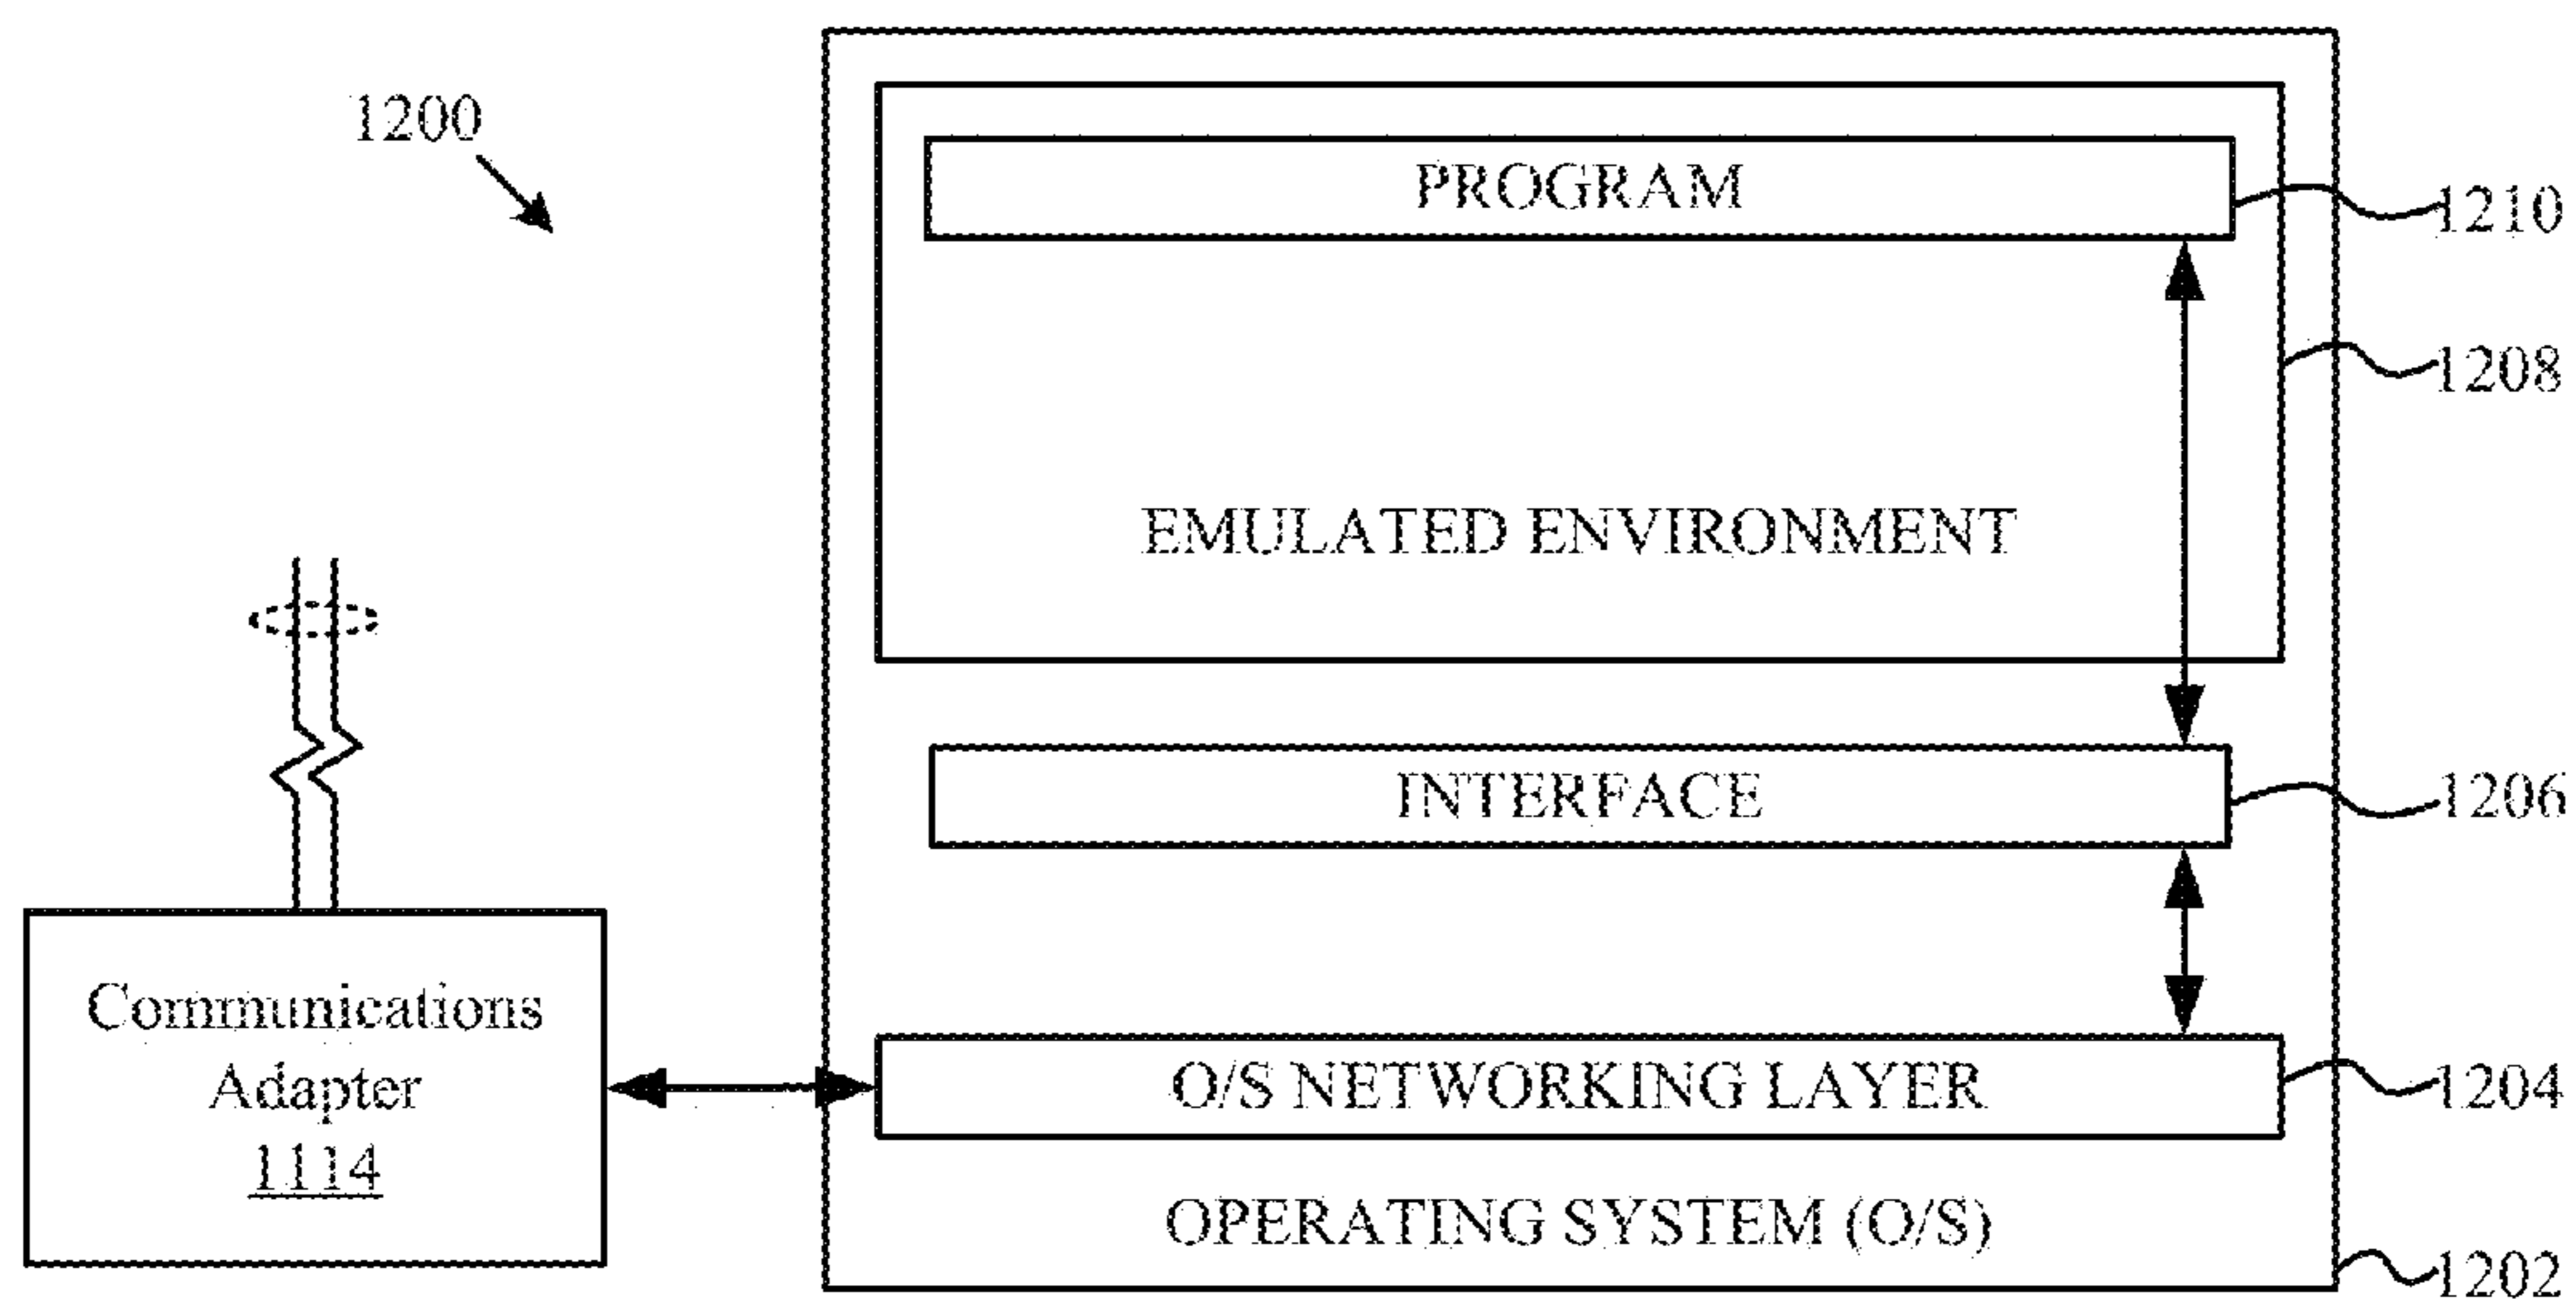 1200
PROGRAM
1210
1208
EMULATED ENVIRONMENT
INTERFACE
1206
Communications
Adapter
1114
O/S NETWORKING LAYER
1204
OPERATING SYSTEM (O/S)
1202